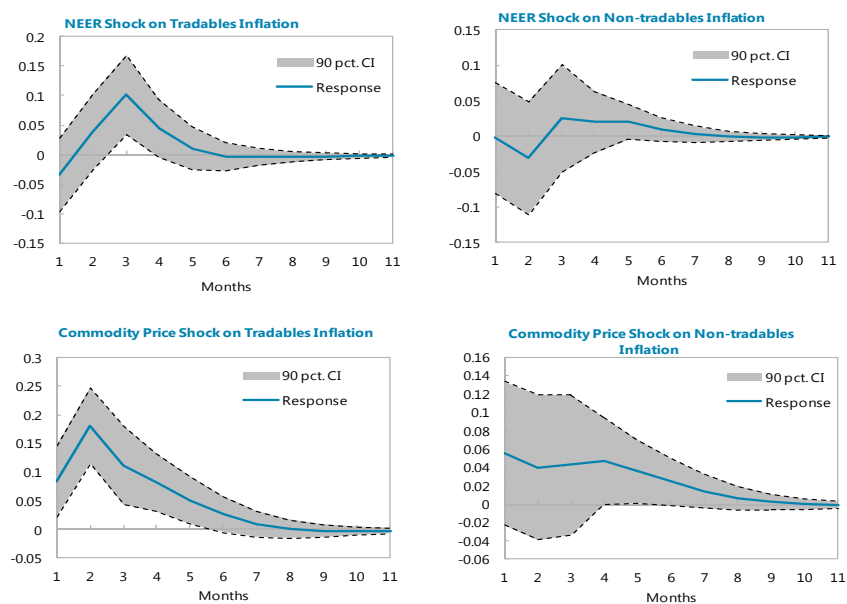 NEER Shock on Tradables Inflation
0.2
0.15
0.1
0.05
0
-0.05
-0.1
-0.15
90 pct. CI
Response
1 2 3 4 5 6 7 8 9 10 11
Months
NEER Shock on Non-tradables Inflation
0.15
0.1
0.05
0
-0.05
-0.1
-0.15
90 pct. CI
Response
1 2 3 4 5 6 7 8 9 10 11
Months
Commodity Price Shock on Tradables Inflation
0.3
0.25
0.2
0.15
0.1
0.05
0
-0.05
90 pct. CI
Response
1 2 3 4 5 6 7 8 9 10 11
Months
Commodity Price Shock on Non-tradables
Inflation
0.16
0.14
0.12
0.1
0.08
0.06
0.04
0.02
0
-0.02
-0.04
-0.06
90 pct. CI
Response
1 2 3 4 5 6 7 8 9 10 11
Months